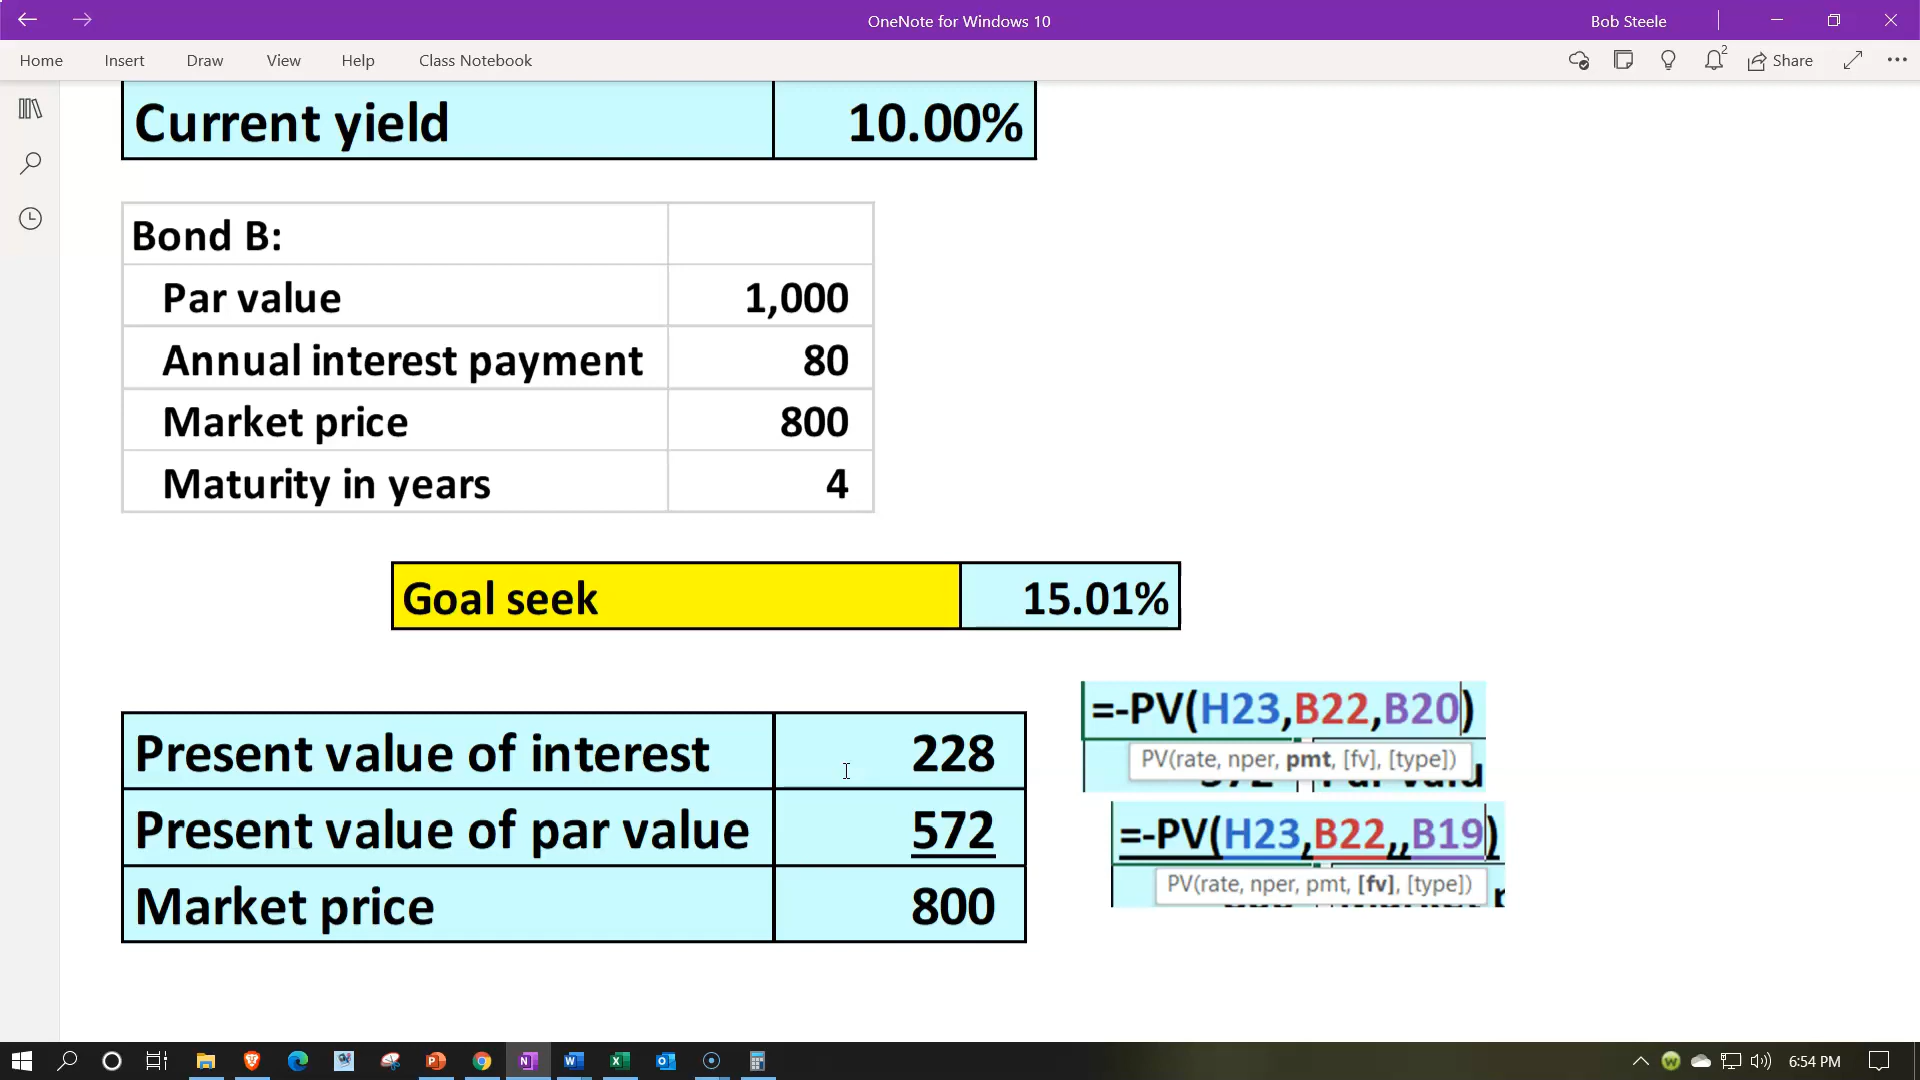 OneNote for Windows 10
Bob Steele
Home Insert Draw View Help Class Notebook
2
Share
Current yield 10.00%
Bond B:
Par value 1,000
Annual interest payment 80
Market price 800
Maturity in years 4
Goal seek 15.01%
Present value of interest 228
Present value of par value 572
Market price 800
=-PV(H23,B22,B20)
PV(rate, nper, pmt, [fv], [type])
=-PV(H23,B22,,B19)
PV(rate, nper, pmt, [fv], [type])
6:54 PM